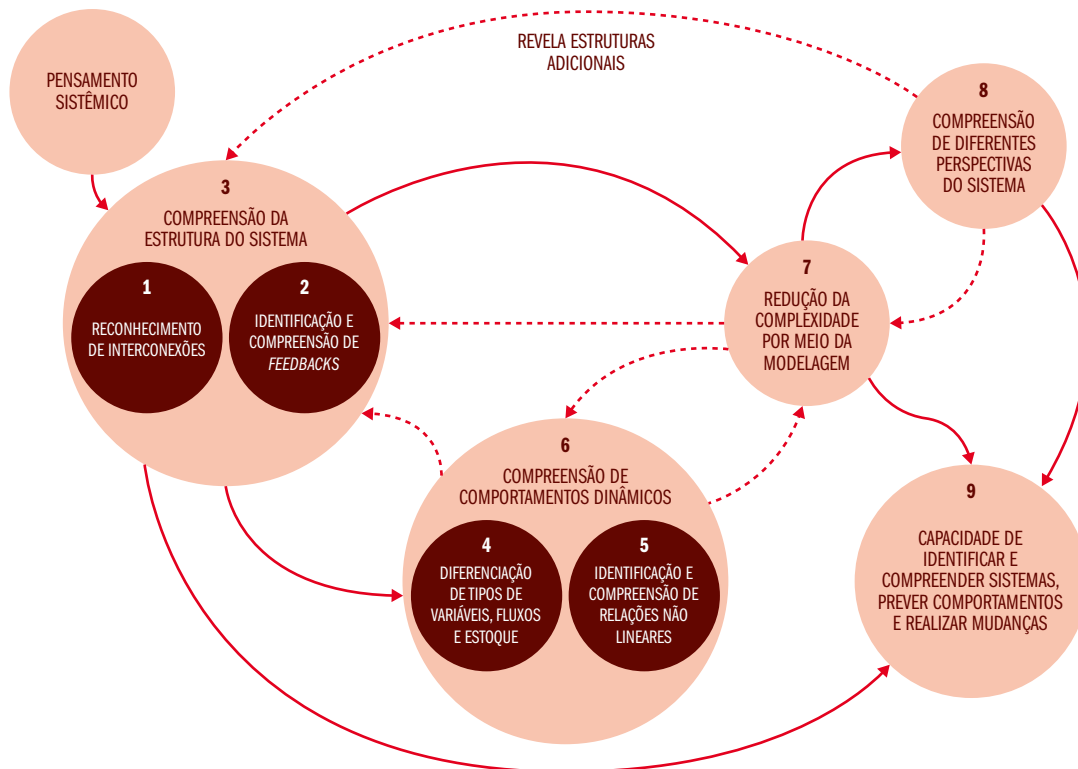 PENSAMENTO
SISTÊMICO
REVELA ESTRUTURAS
ADICIONAIS
8
COMPREENSÃO
DE DIFERENTES
PERSPECTIVAS
DO SISTEMA
3
COMPREENSÃO DA
ESTRUTURA DO SISTEMA
1
RECONHECIMENTO
DE INTERCONEXÕES
2
IDENTIFICAÇÃO E
COMPREENSÃO DE
FEEDBACKS
7
REDUÇÃO DA
COMPLEXIDADE
POR MEIO DA
MODELAGEM
6
COMPREENSÃO DE
COMPORTAMENTOS DINÂMICOS
4
DIFERENCIAÇÃO
DE TIPOS DE
VARIÁVEIS, FLUXOS
E ESTOQUE
5
IDENTIFICAÇÃO E
COMPREENSÃO DE
RELAÇÕES NÃO
LINEARES
9
CAPACIDADE DE
IDENTIFICAR E
COMPREENDER SISTEMAS,
PREVER COMPORTAMENTOS
E REALIZAR MUDANÇAS